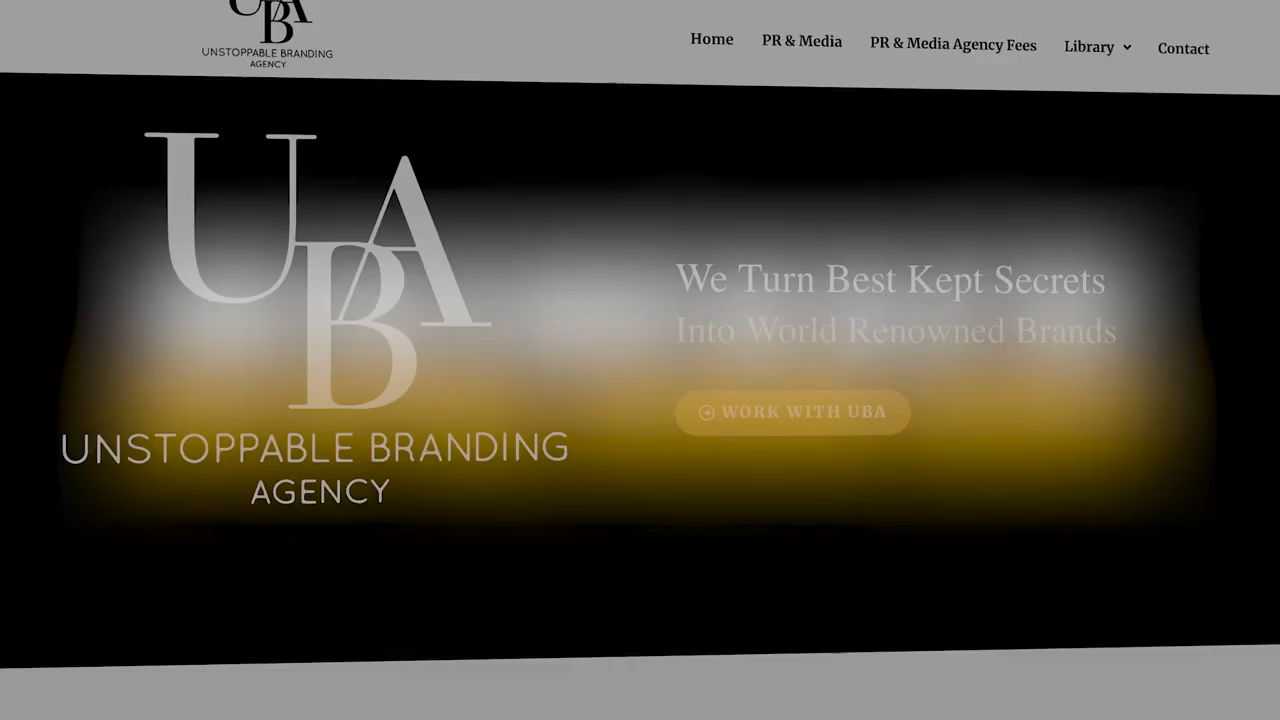 UBA
UNSTOPPABLE BRANDING
AGENCY
Home
PR & Media
PR & Media Agency Fees
Library
Contact
UBA
UNSTOPPABLE BRANDING
AGENCY
We Turn Best Kept Secrets
Into World Renowned Brands
WORK WITH UBA